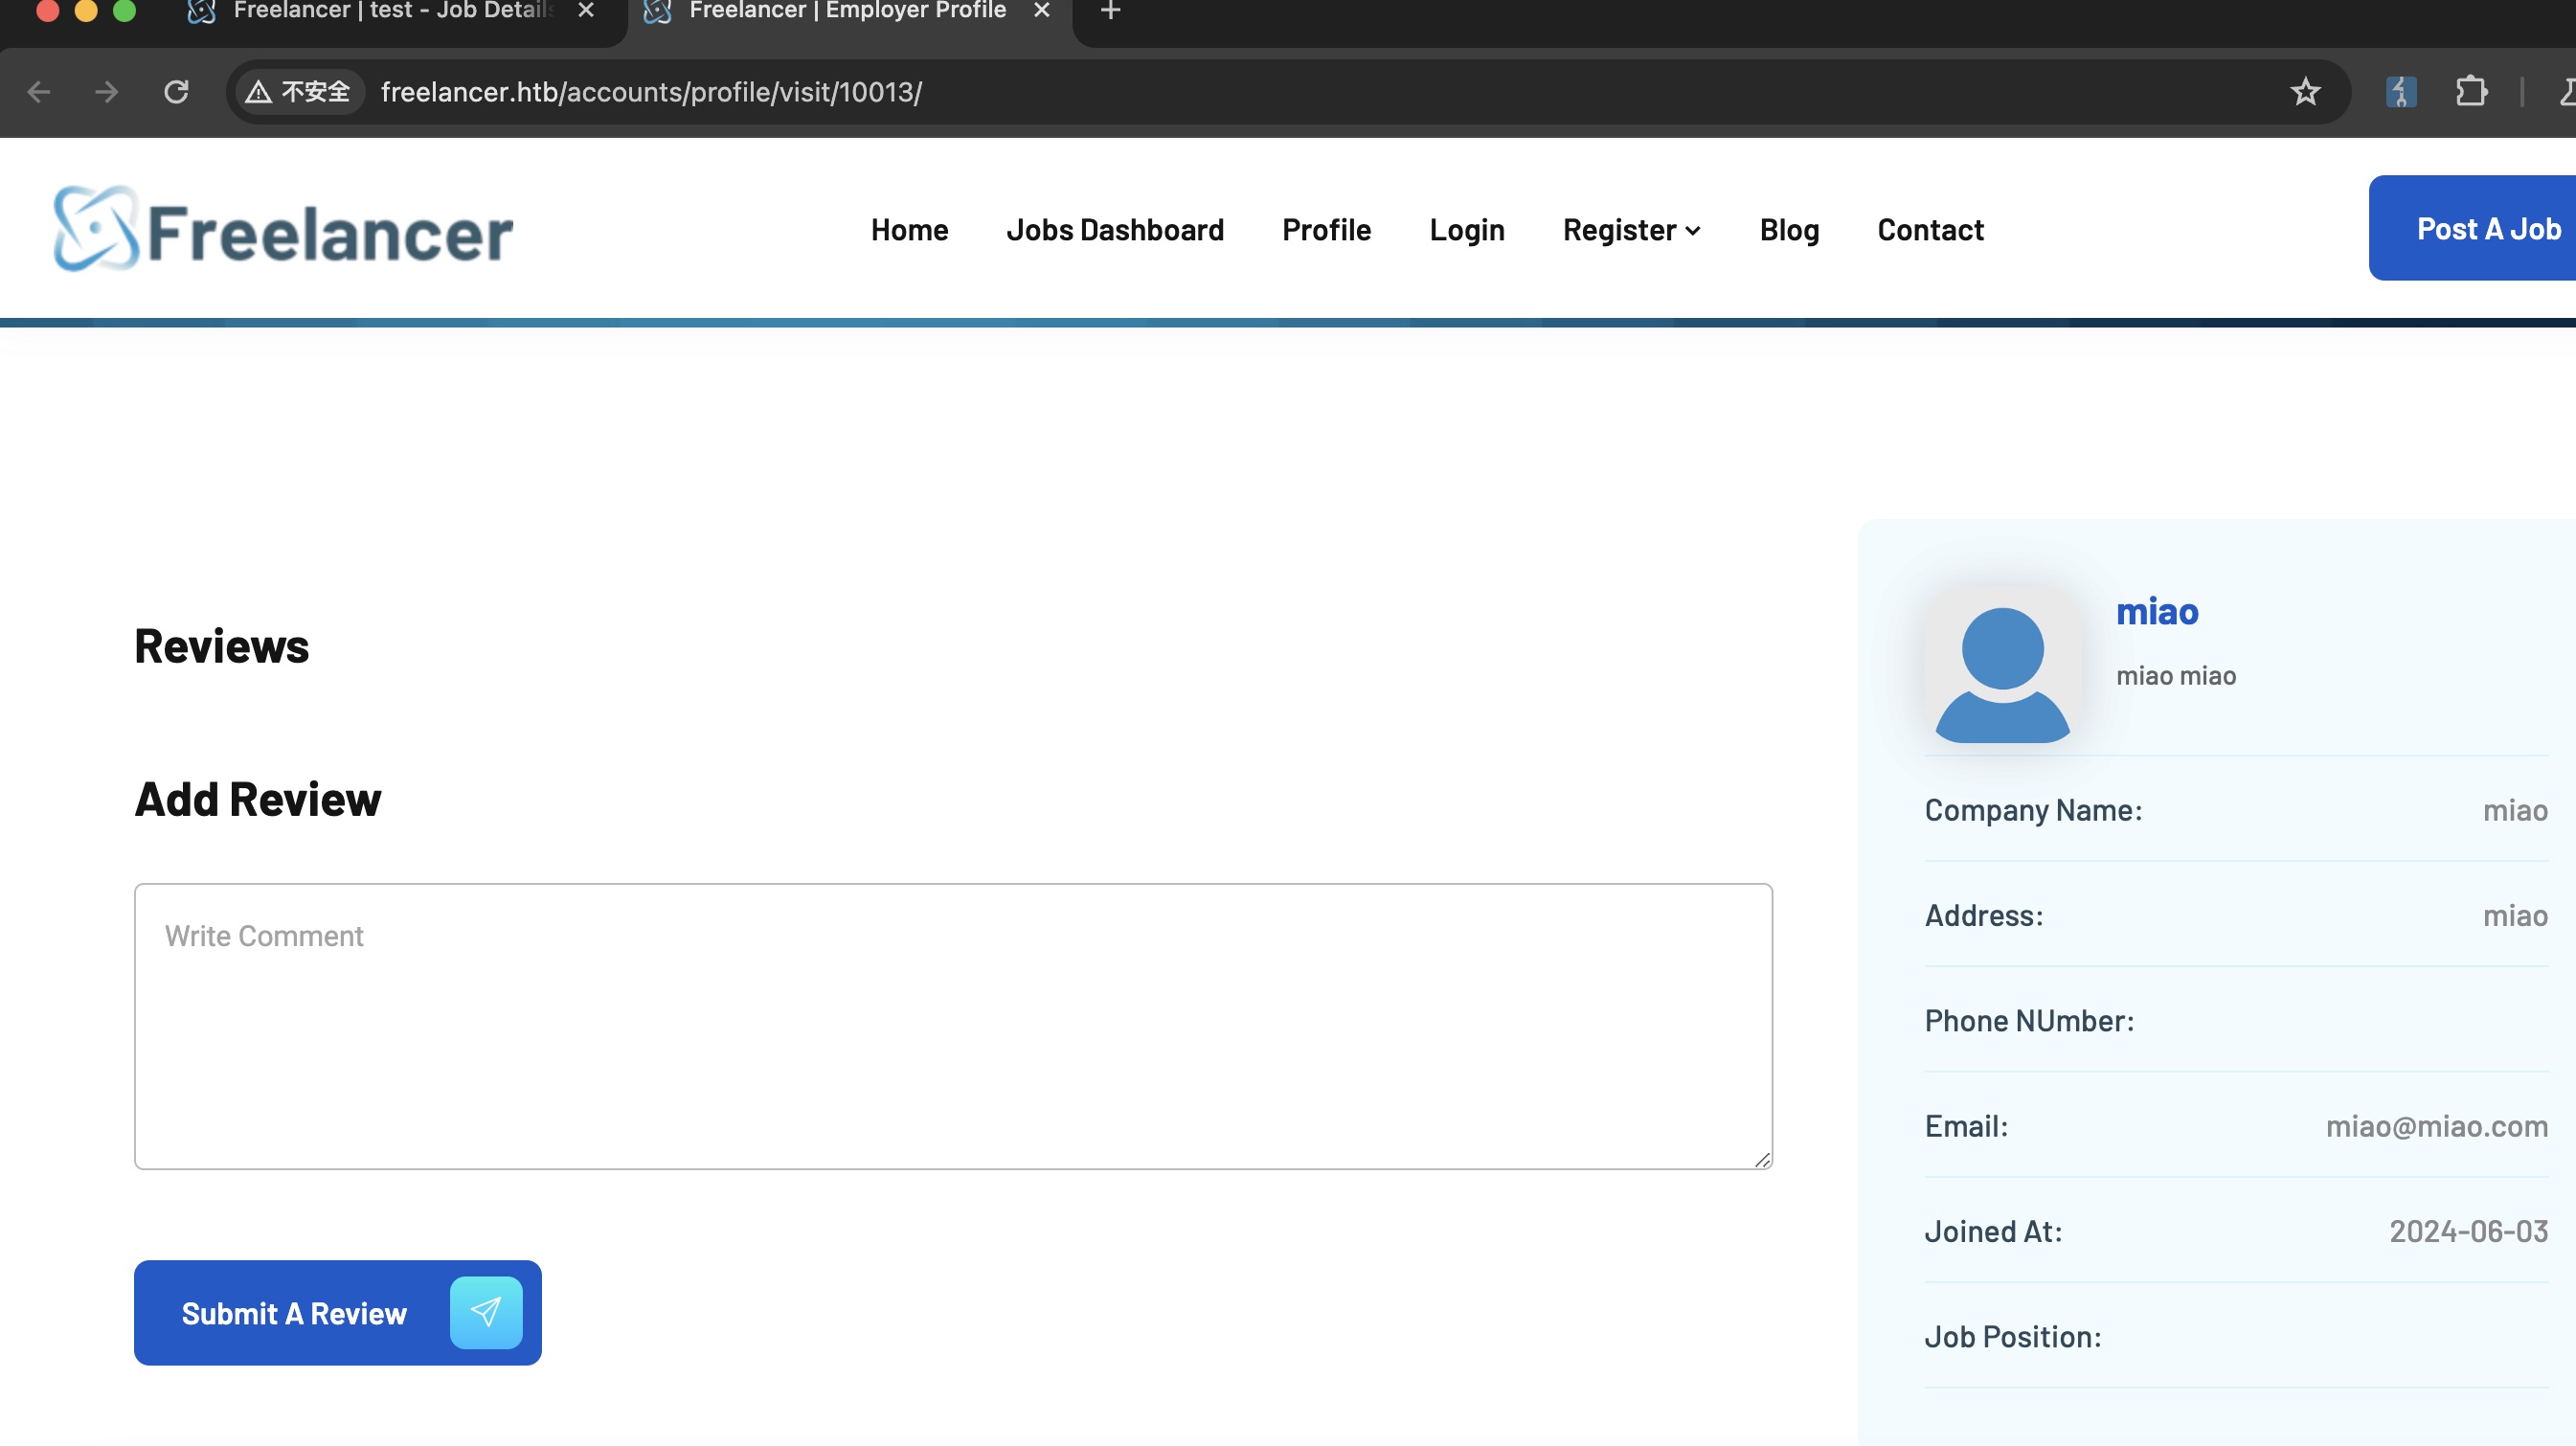 Freelancer | test - Job Details
Freelancer | Employer Profile
不安全 freelancer.htb/accounts/profile/visit/10013/
Freelancer
Home Jobs Dashboard Profile Login Register Blog Contact
Post A Job
Reviews
Add Review
Write Comment
Submit A Review
miao
miao miao
Company Name: miao
Address: miao
Phone NUmber:
Email: miao@miao.com
Joined At: 2024-06-03
Job Position: